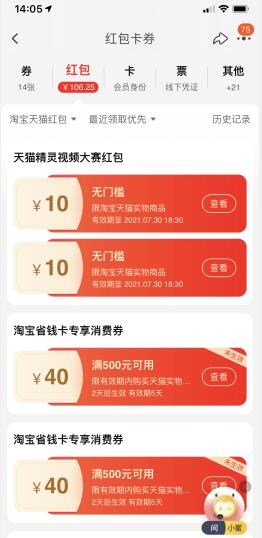 14:05
红包卡券
75
券
红包
卡
票
其他
14张
¥106.25
会员身份
线下凭证
+21
淘宝天猫红包
最近领取优先
历史记录
天猫精灵视频大赛红包
¥10
无门槛
限淘宝天猫实物商品
有效期至 2021.07.30 18:30
查看
¥10
无门槛
限淘宝天猫实物商品
有效期至 2021.07.30 18:30
查看
淘宝省钱卡专享消费券
未生效
¥40
满500元可用
限有效期内购买天猫实物...
2天后生效 有效期5天
查看
淘宝省钱卡专享消费券
未生效
¥40
满500元可用
限有效期内购买天猫实物...
2天后生效 有效期5天
查看
问 小蜜